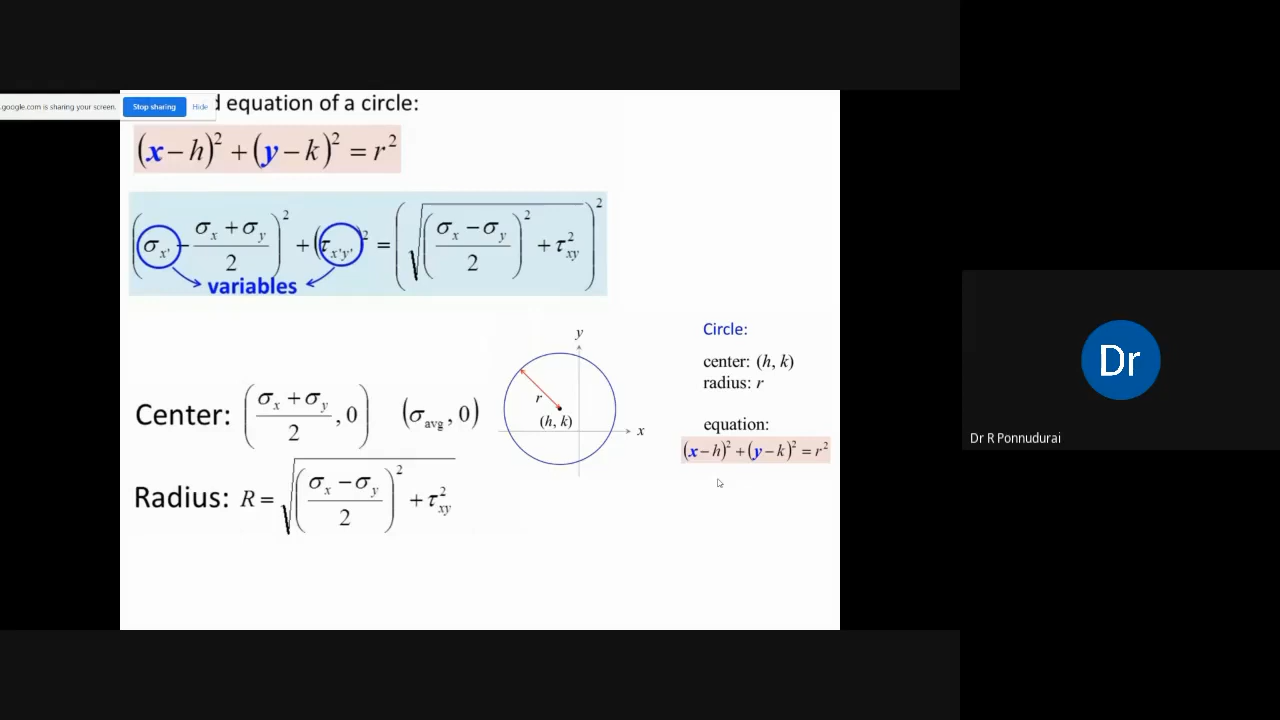 .google.com is sharing your screen. Stop sharing Hide
d equation of a circle:
(x − h)² + (y − k)² = r²
(σx' − (σx + σy)/2)² + (τx'y')² = (√(((σx − σy)/2)² + τ²xy))²
variables
Center: ((σx + σy)/2, 0) (σavg, 0)
Radius: R = √(((σx − σy)/2)² + τ²xy)
y
r
(h, k)
x
Circle:
center: (h, k)
radius: r
equation:
(x − h)² + (y − k)² = r²
Dr
Dr R Ponnudurai